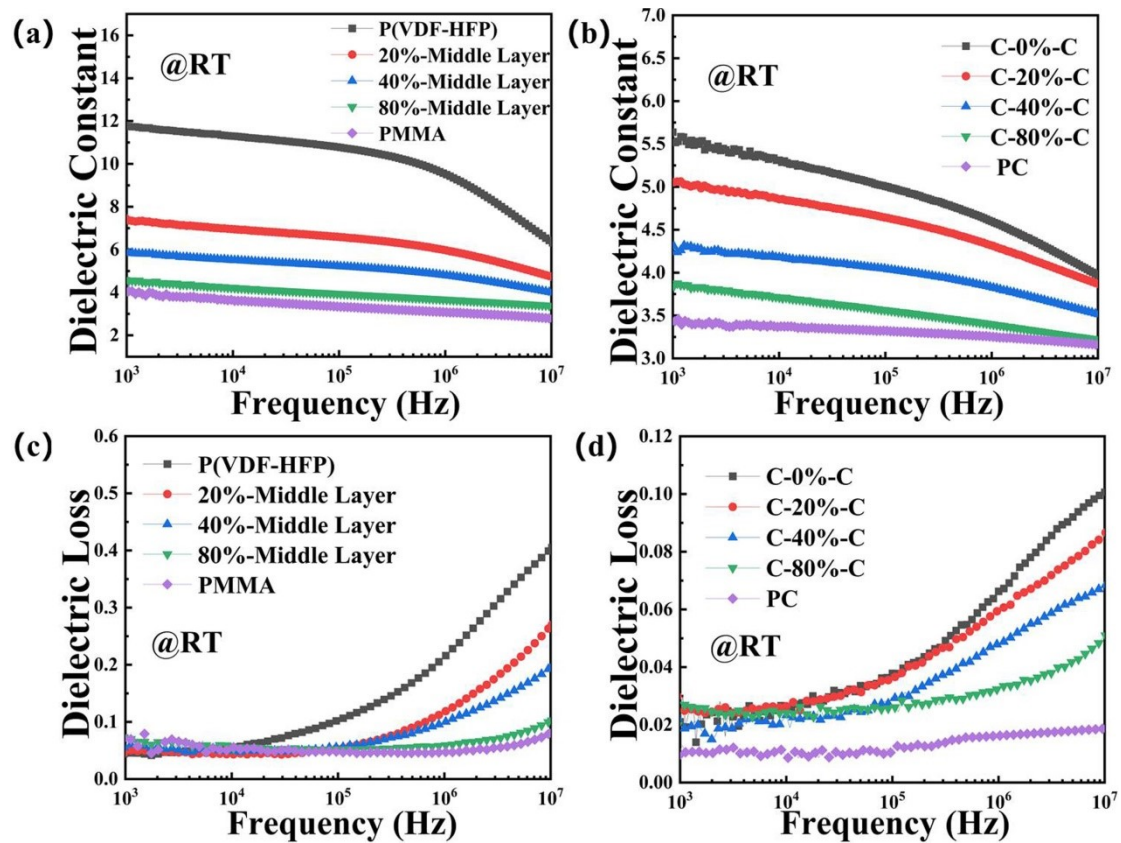 (a)
Dielectric Constant
16
14
12
10
8
6
4
2
@RT
P(VDF-HFP)
20%-Middle Layer
40%-Middle Layer
80%-Middle Layer
PMMA
10³ 10⁴ 10⁵ 10⁶ 10⁷
Frequency (Hz)
(b)
Dielectric Constant
7.0
6.5
6.0
5.5
5.0
4.5
4.0
3.5
3.0
@RT
C-0%-C
C-20%-C
C-40%-C
C-80%-C
PC
10³ 10⁴ 10⁵ 10⁶ 10⁷
Frequency (Hz)
(c)
Dielectric Loss
0.6
0.5
0.4
0.3
0.2
0.1
0.0
P(VDF-HFP)
20%-Middle Layer
40%-Middle Layer
80%-Middle Layer
PMMA
@RT
10³ 10⁴ 10⁵ 10⁶ 10⁷
Frequency (Hz)
(d)
Dielectric Loss
0.12
0.10
0.08
0.06
0.04
0.02
0.00
C-0%-C
C-20%-C
C-40%-C
C-80%-C
PC
@RT
10³ 10⁴ 10⁵ 10⁶ 10⁷
Frequency (Hz)